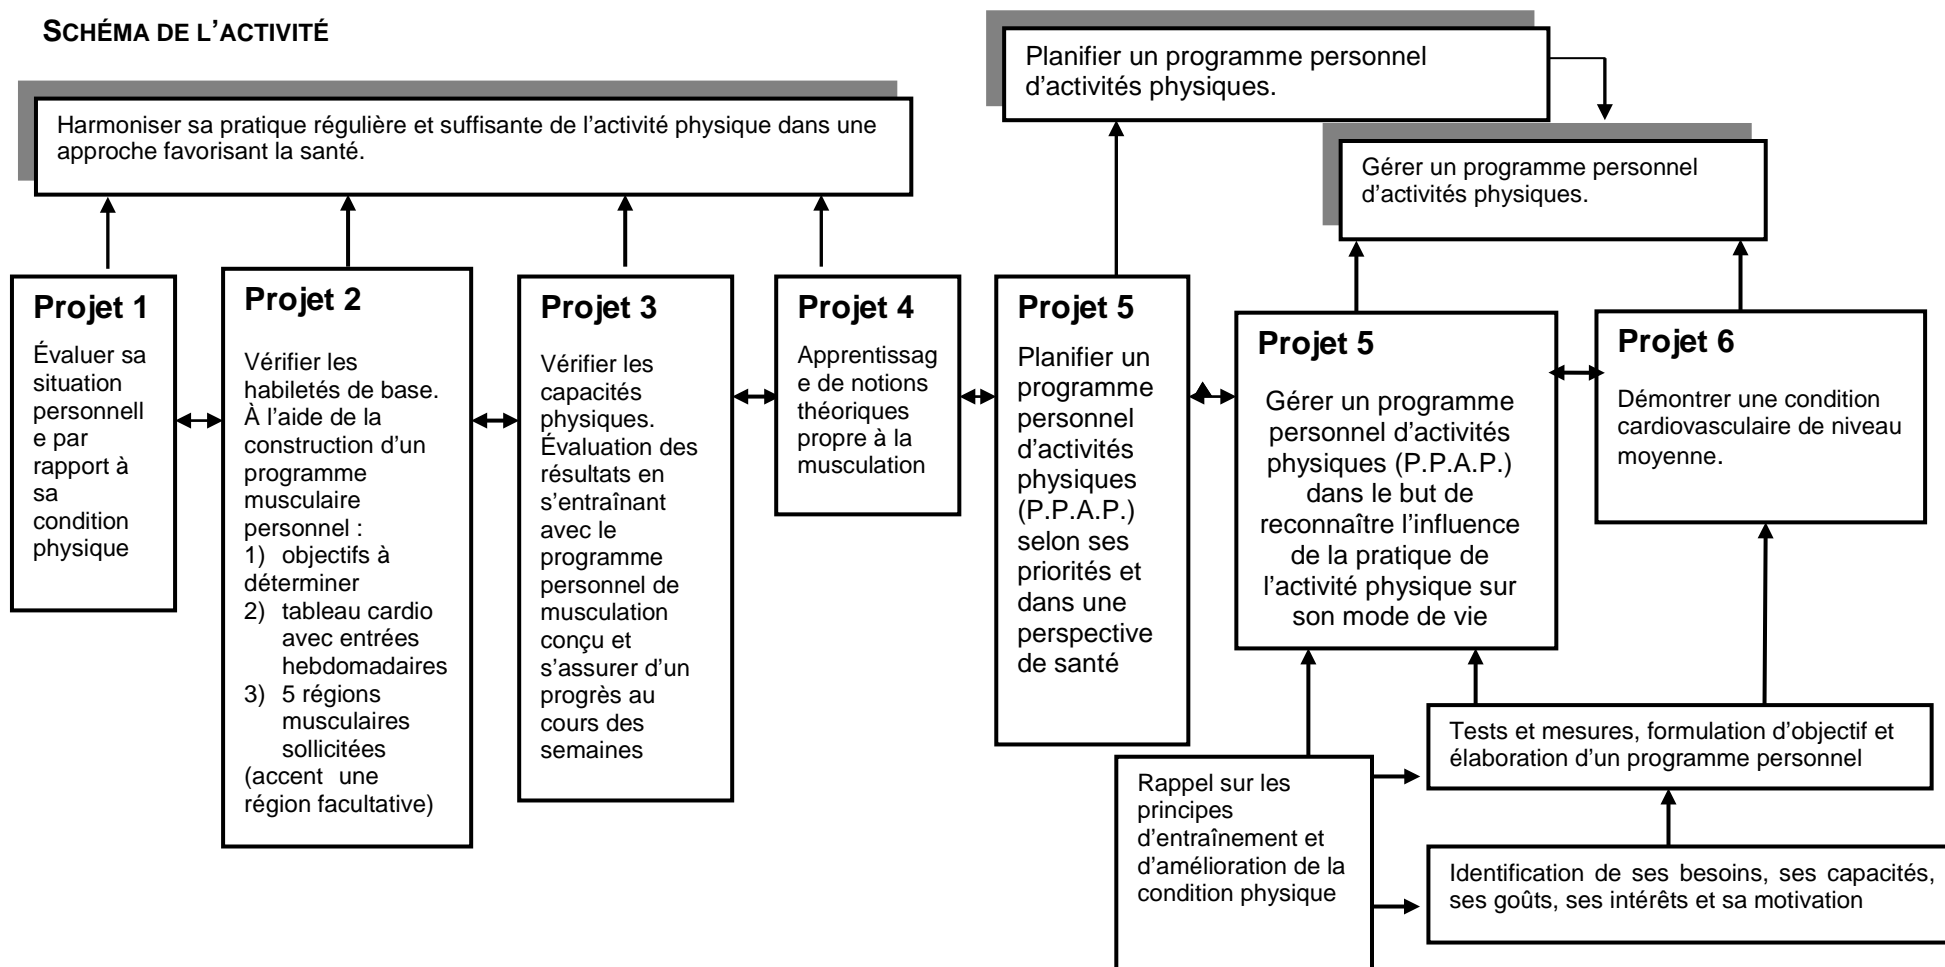 SCHÉMA DE L'ACTIVITÉ
Harmoniser sa pratique régulière et suffisante de l'activité physique dans une
approche favorisant la santé.
Planifier un programme personnel
d'activités physiques.
Gérer un programme personnel
d'activités physiques.
Projet 1
Évaluer sa
situation
personnell
e par
rapport à
sa
condition
physique
Projet 2
Vérifier les
habiletés de base.
À l'aide de la
construction d'un
programme
musculaire
personnel :
1) objectifs à
déterminer
2) tableau cardio
avec entrées
hebdomadaires
3) 5 régions
musculaires
sollicitées
(accent une
région facultative)
Projet 3
Vérifier les
capacités
physiques.
Évaluation des
résultats en
s'entraînant
avec le
programme
personnel de
musculation
conçu et
s'assurer d'un
progrès au
cours des
semaines
Projet 4
Apprentissag
e de notions
théoriques
propre à la
musculation
Projet 5
Planifier un
programme
personnel
d'activités
physiques
(P.P.A.P.)
selon ses
priorités et
dans une
perspective
de santé
Projet 5
Gérer un programme
personnel d'activités
physiques (P.P.A.P.)
dans le but de
reconnaître l'influence
de la pratique de
l'activité physique sur
son mode de vie
Projet 6
Démontrer une condition
cardiovasculaire de niveau
moyenne.
Rappel sur les
principes
d'entraînement et
d'amélioration de la
condition physique
Tests et mesures, formulation d'objectif et
élaboration d'un programme personnel
Identification de ses besoins, ses capacités,
ses goûts, ses intérêts et sa motivation